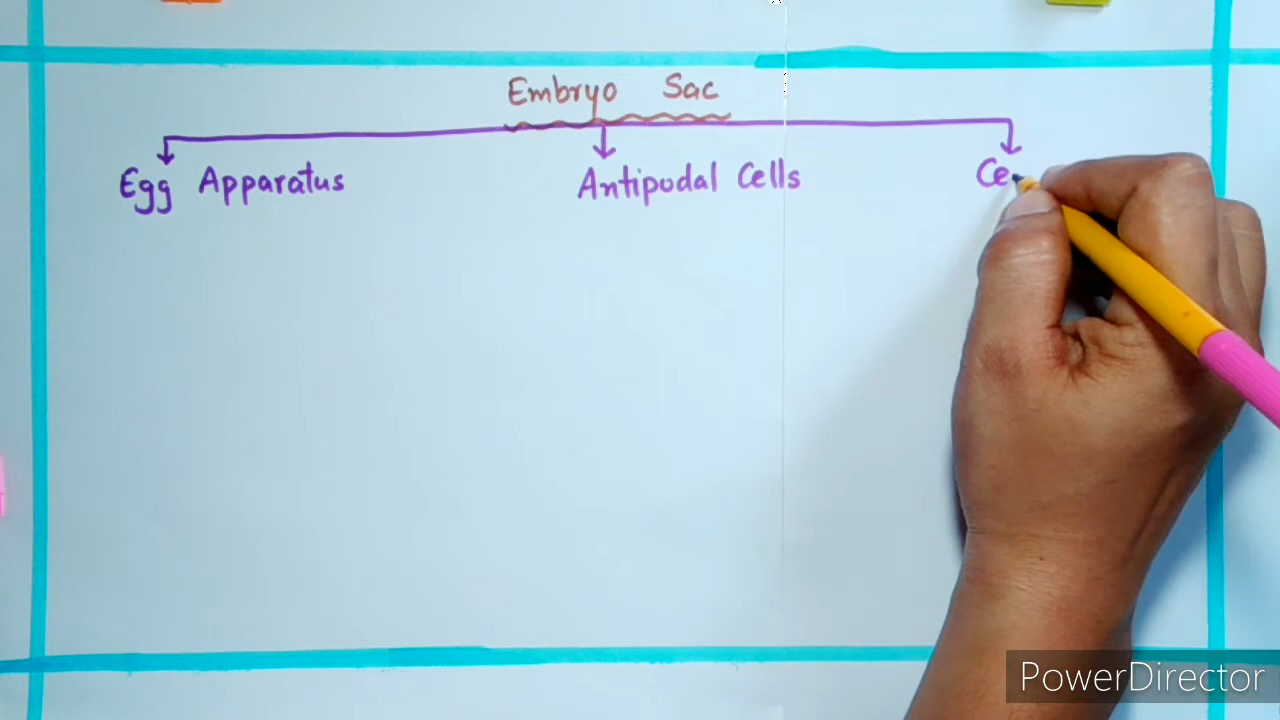 Embryo Sac
Egg Apparatus
Antipodal Cells
Ce
PowerDirector